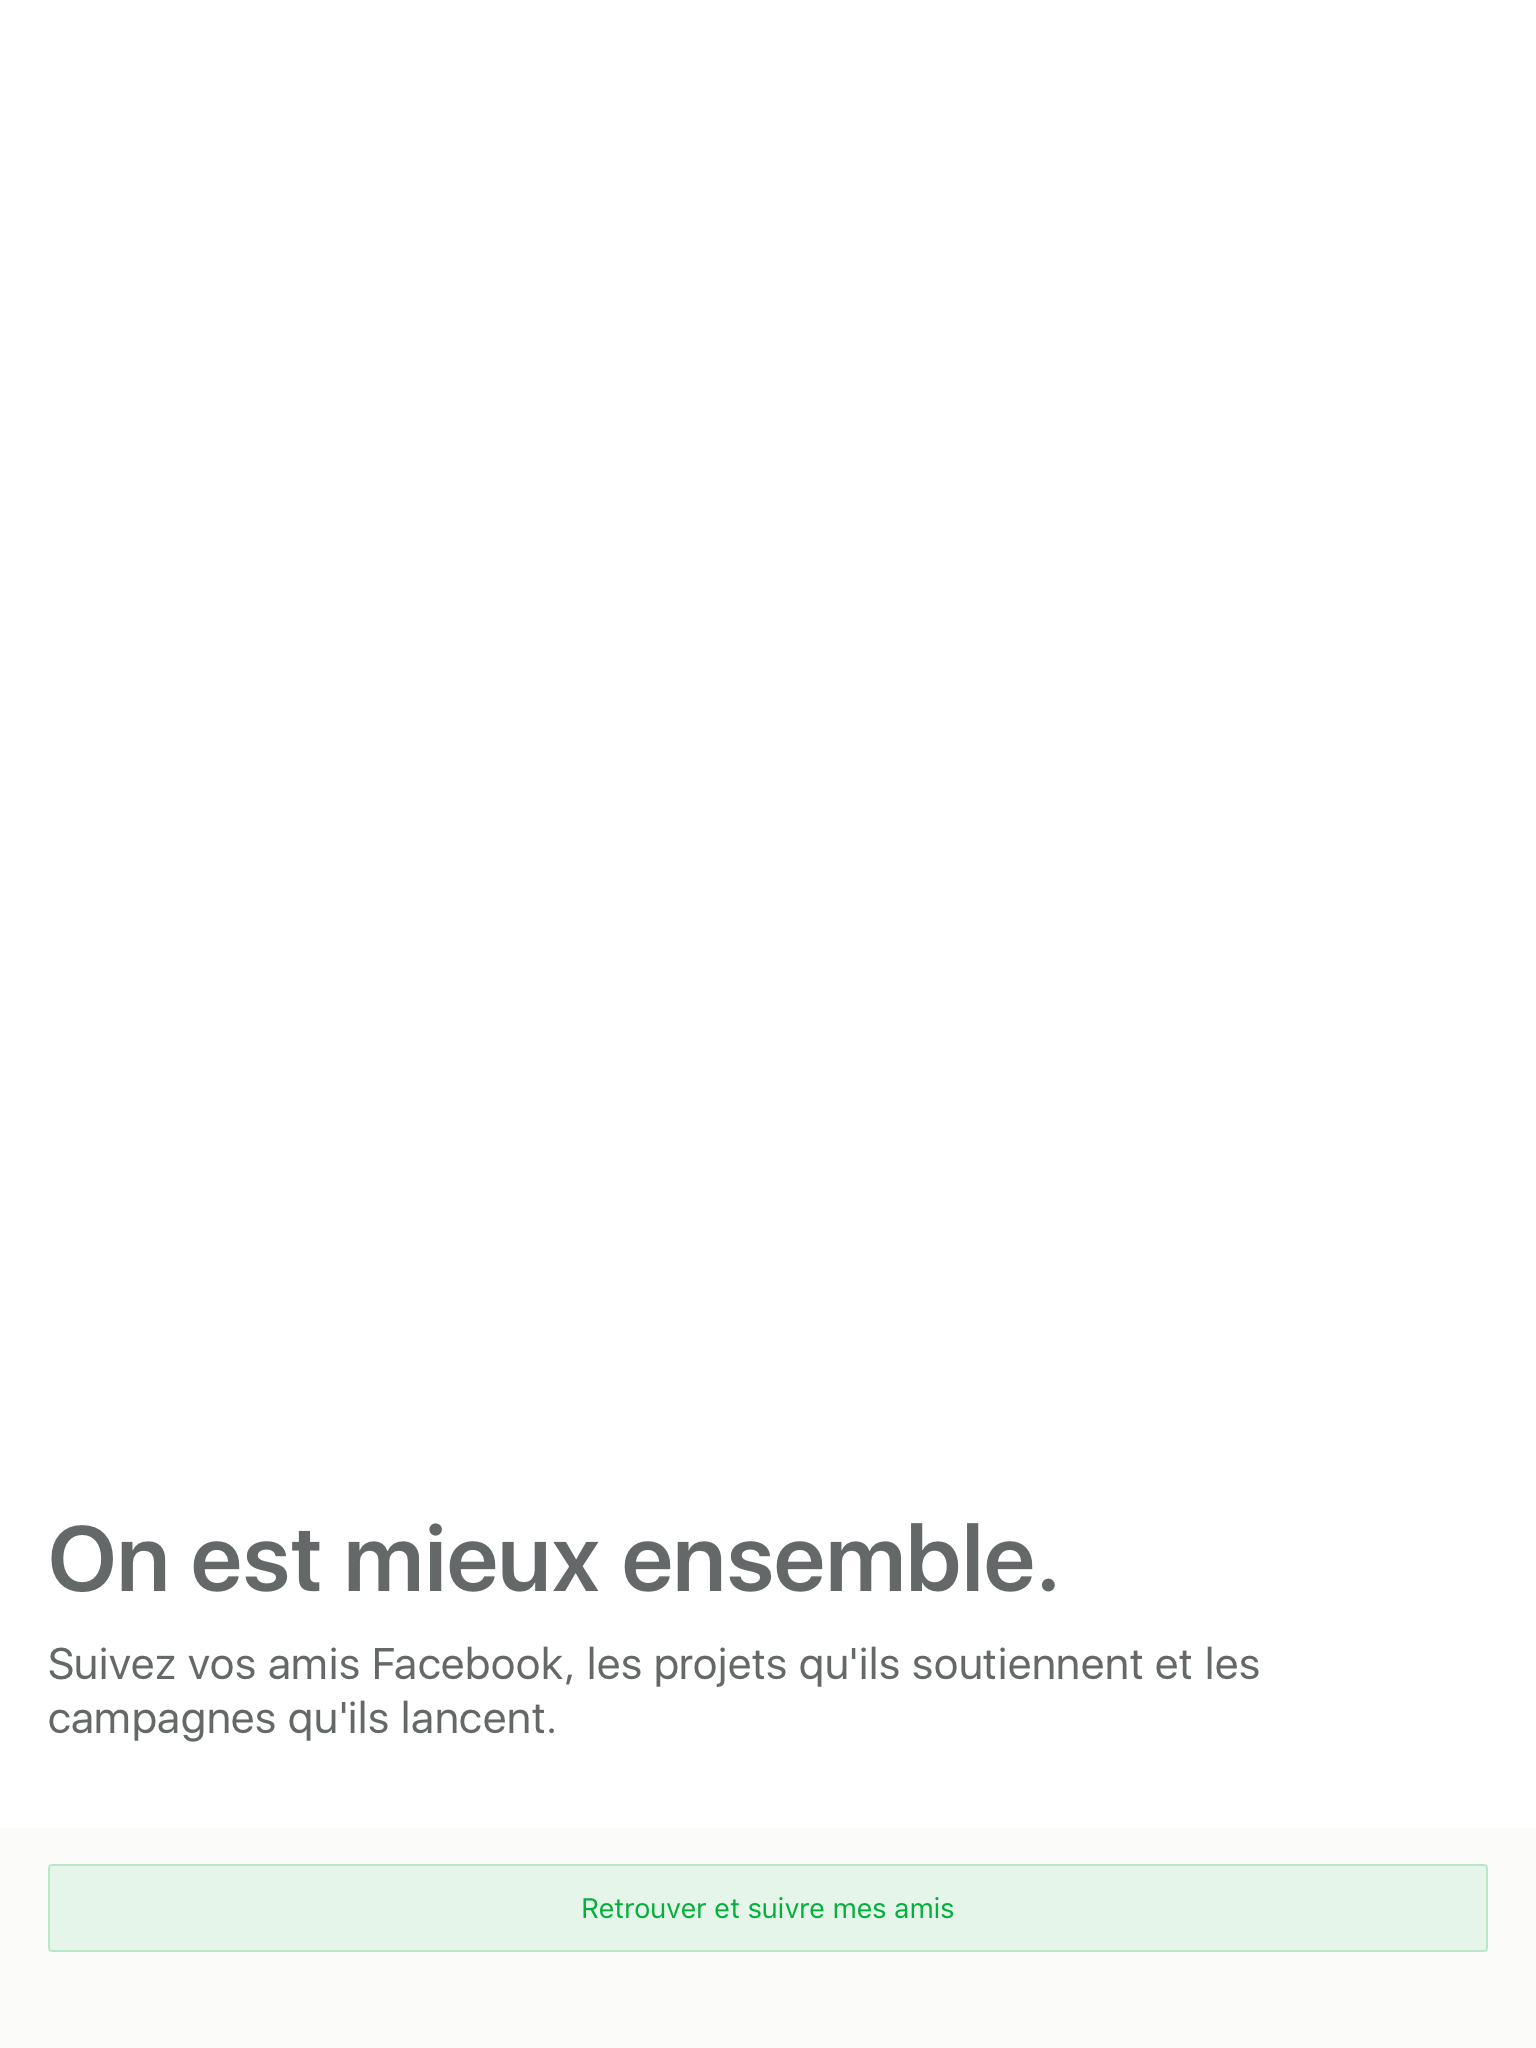 On est mieux ensemble.
Suivez vos amis Facebook, les projets qu'ils soutiennent et les
campagnes qu'ils lancent.
Retrouver et suivre mes amis